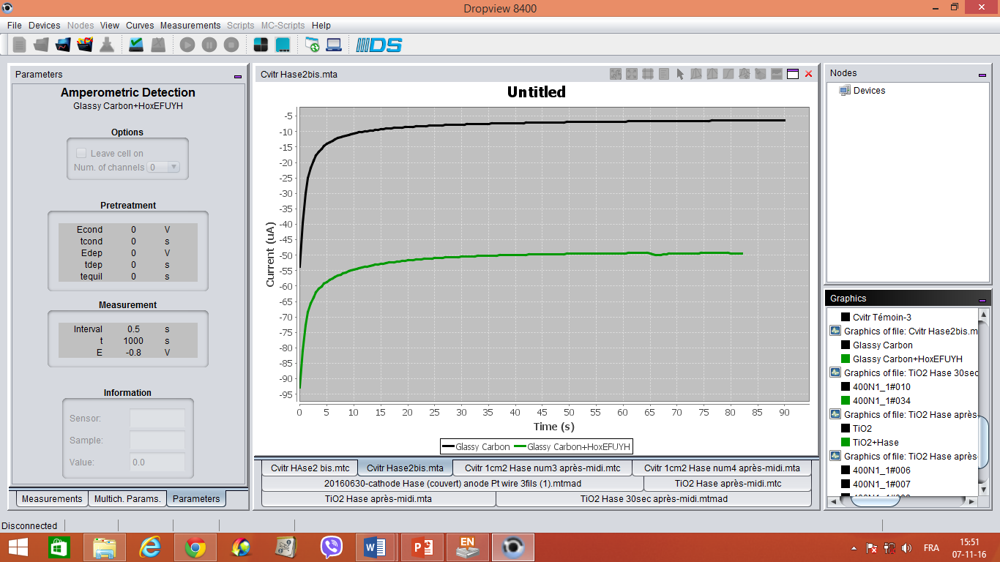 Dropview 8400
File Devices Nodes View Curves Measurements Scripts MC-Scripts Help
DS
Parameters
Amperometric Detection
Glassy Carbon+HoxEFUYH
Options
Leave cell on
Num. of channels 0
Pretreatment
Econd 0 V
tcond 0 s
Edep 0 V
tdep 0 s
tequil 0 s
Measurement
Interval 0.5 s
t 1000 s
E -0.8 V
Information
Sensor:
Sample:
Value: 0.0
Measurements Multich. Params. Parameters
Cvitr Hase2bis.mta
Untitled
Current (uA)
-5
-10
-15
-20
-25
-30
-35
-40
-45
-50
-55
-60
-65
-70
-75
-80
-85
-90
-95
0 5 10 15 20 25 30 35 40 45 50 55 60 65 70 75 80 85 90
Time (s)
Glassy Carbon Glassy Carbon+HoxEFUYH
Cvitr HAse2 bis.mtc Cvitr Hase2bis.mta Cvitr 1cm2 Hase num3 après-midi.mtc Cvitr 1cm2 Hase num4 après-midi.mta
20160630-cathode Hase (couvert) anode Pt wire 3fils (1).mtmad TiO2 Hase après-midi.mtc
TiO2 Hase après-midi.mta TiO2 Hase 30sec après-midi.mtmad
Nodes
Devices
Graphics
Cvitr Témoin-3
Graphics of file: Cvitr Hase2bis.m
Glassy Carbon
Glassy Carbon+HoxEFUYH
Graphics of file: TiO2 Hase 30sec
400N1_1#010
400N1_1#034
Graphics of file: TiO2 Hase après-
TiO2
TiO2+Hase
Graphics of file: TiO2 Hase après-
400N1_1#006
400N1_1#007
Disconnected
EN
FRA
15:51
07-11-16